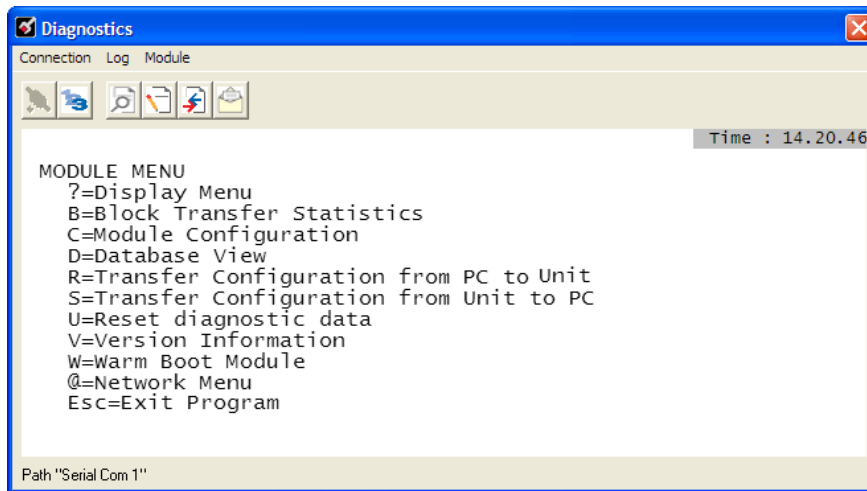 Diagnostics
Connection Log Module
Time : 14.20.46
MODULE MENU
?=Display Menu
B=Block Transfer Statistics
C=Module Configuration
D=Database View
R=Transfer Configuration from PC to Unit
S=Transfer Configuration from Unit to PC
U=Reset diagnostic data
V=Version Information
W=Warm Boot Module
@=Network Menu
Esc=Exit Program
Path "Serial Com 1"